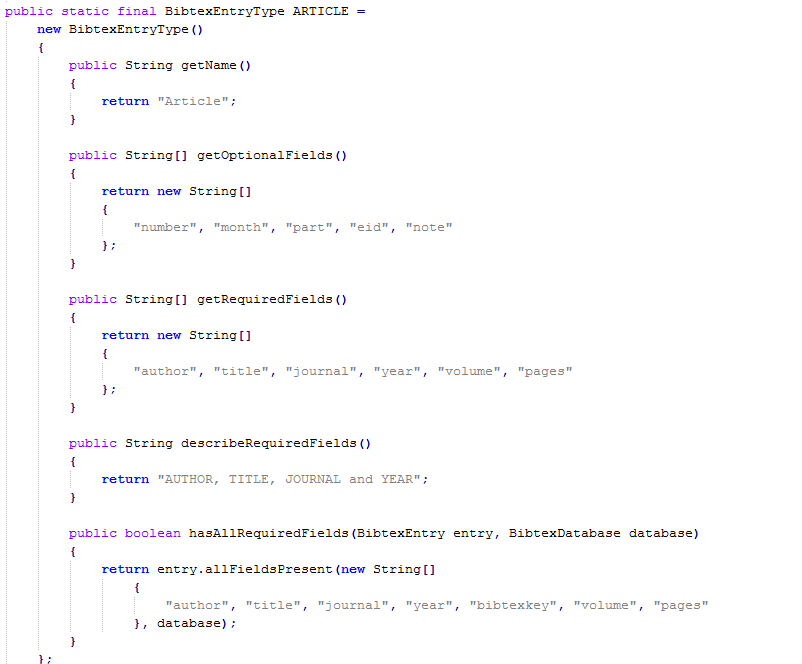 public static final BibtexEntryType ARTICLE =
    new BibtexEntryType()
    {
        public String getName()
        {
            return "Article";
        }

        public String[] getOptionalFields()
        {
            return new String[]
            {
                "number", "month", "part", "eid", "note"
            };
        }

        public String[] getRequiredFields()
        {
            return new String[]
            {
                "author", "title", "journal", "year", "volume", "pages"
            };
        }

        public String describeRequiredFields()
        {
            return "AUTHOR, TITLE, JOURNAL and YEAR";
        }

        public boolean hasAllRequiredFields(BibtexEntry entry, BibtexDatabase database)
        {
            return entry.allFieldsPresent(new String[]
                {
                    "author", "title", "journal", "year", "bibtexkey", "volume", "pages"
                }, database);
        }
    };